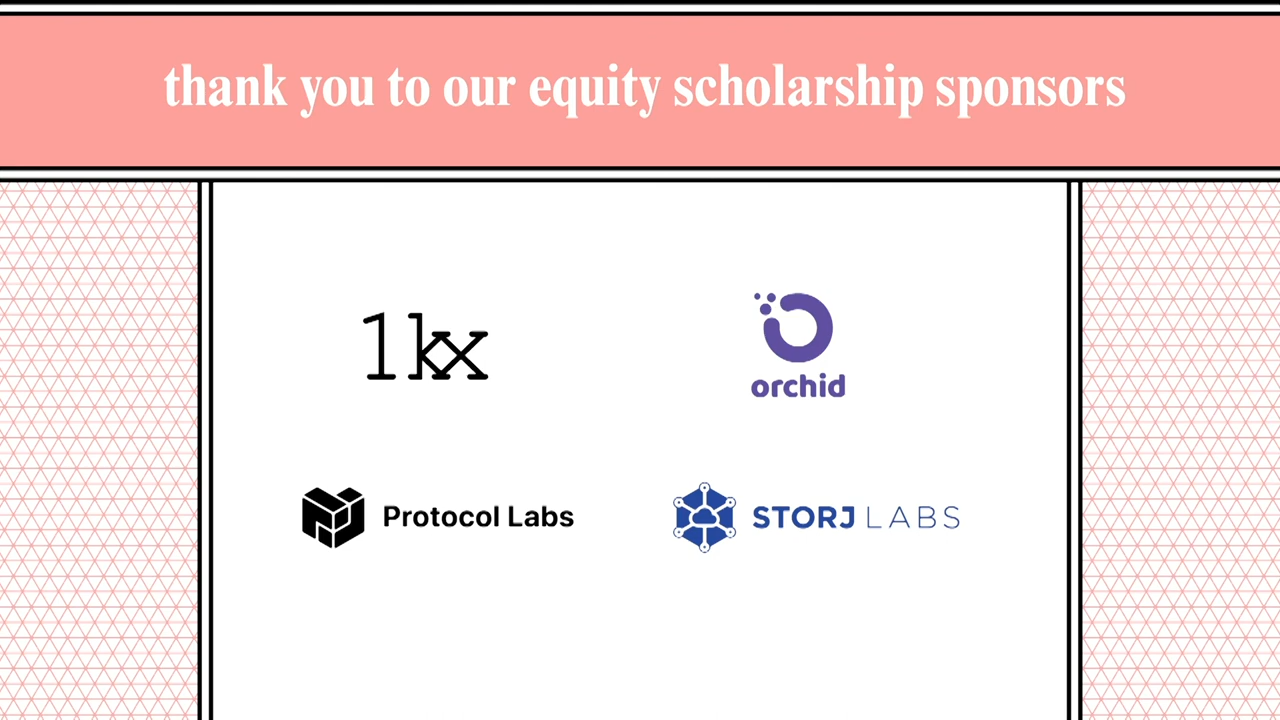 thank you to our equity scholarship sponsors
1kx
orchid
Protocol Labs
STORJ LABS